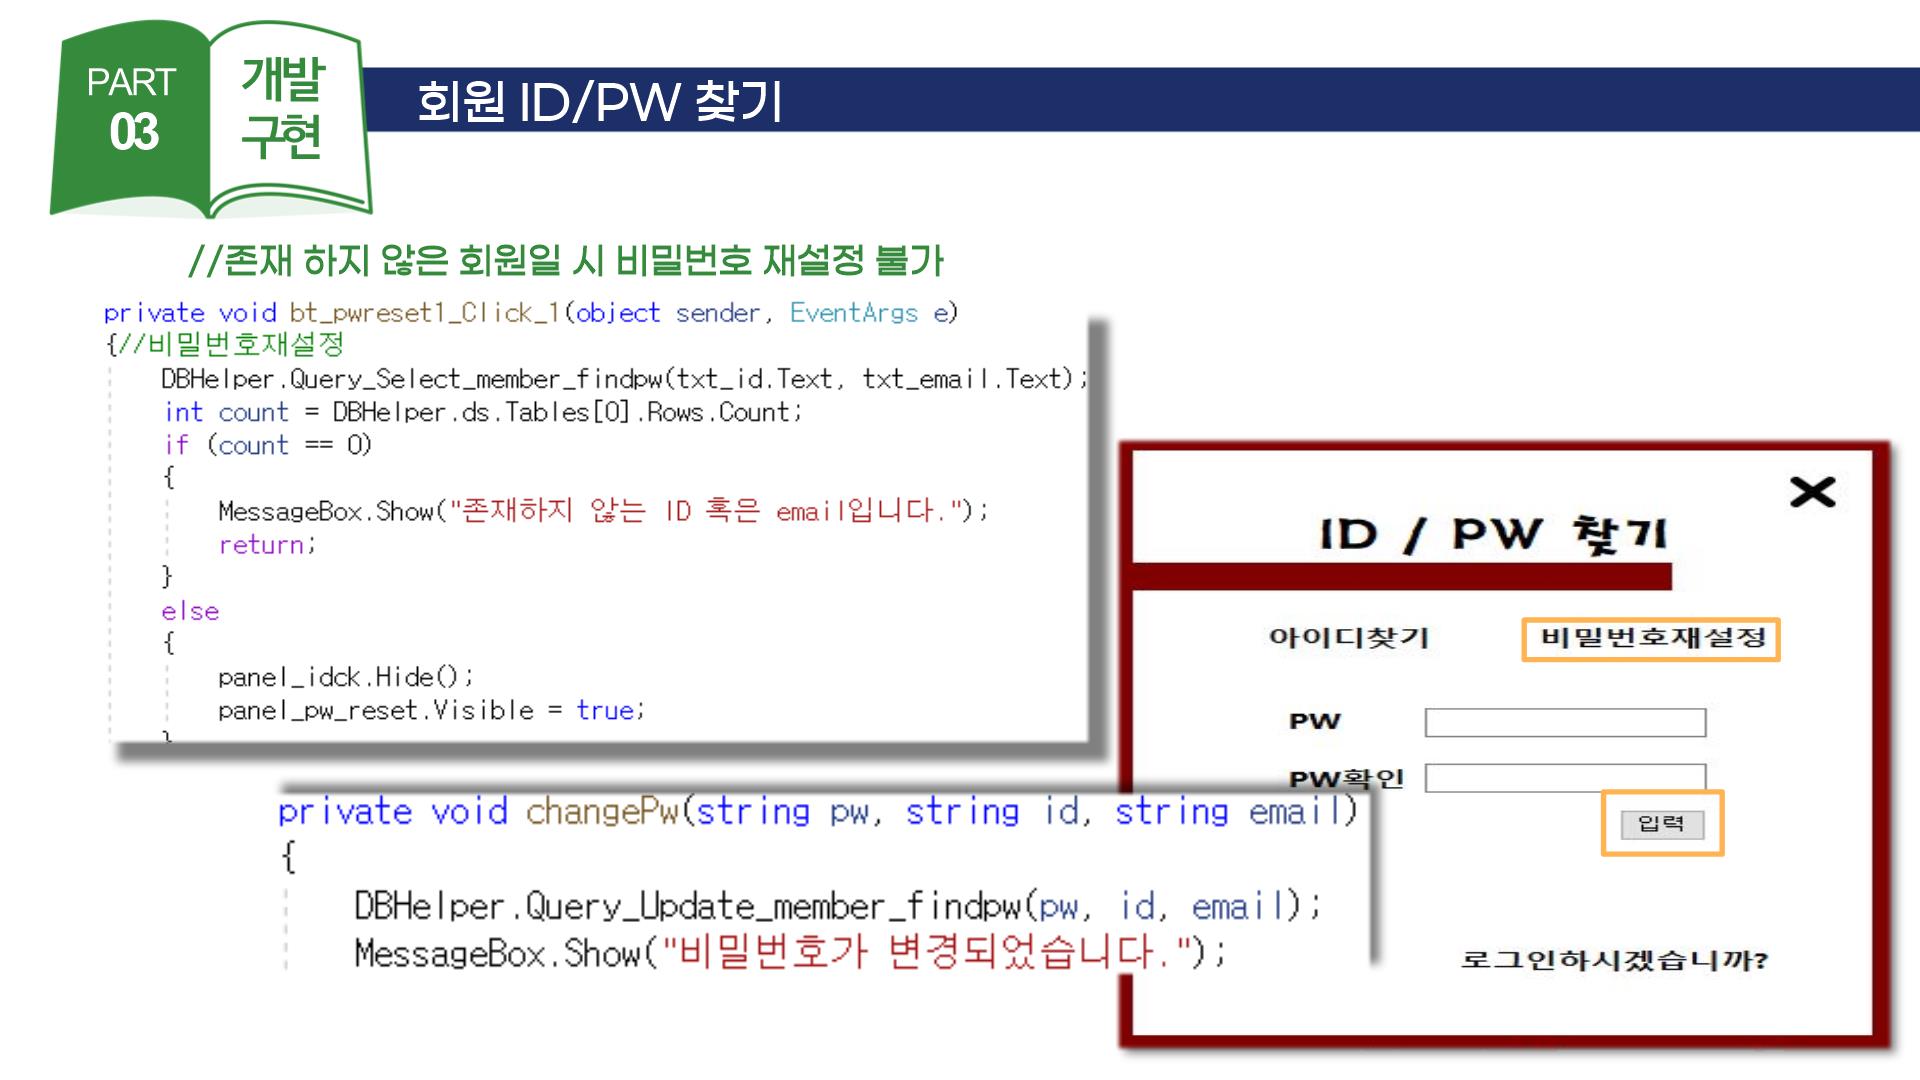 PART
03
개발
구현
회원 ID/PW 찾기
//존재 하지 않은 회원일 시 비밀번호 재설정 불가
private void bt_pwreset1_Click_1(object sender, EventArgs e)
{//비밀번호재설정
DBHelper.Query_Select_member_findpw(txt_id.Text, txt_email.Text);
int count = DBHelper.ds.Tables[0].Rows.Count;
if (count == 0)
{
MessageBox.Show("존재하지 않는 ID 혹은 email입니다.");
return;
}
else
{
panel_idck.Hide();
panel_pw_reset.Visible = true;
}
ID / PW 찾기
아이디찾기 비밀번호재설정
PW
PW확인
입력
로그인하시겠습니까?
private void changePw(string pw, string id, string email)
{
DBHelper.Query_Update_member_findpw(pw, id, email);
MessageBox.Show("비밀번호가 변경되었습니다.");